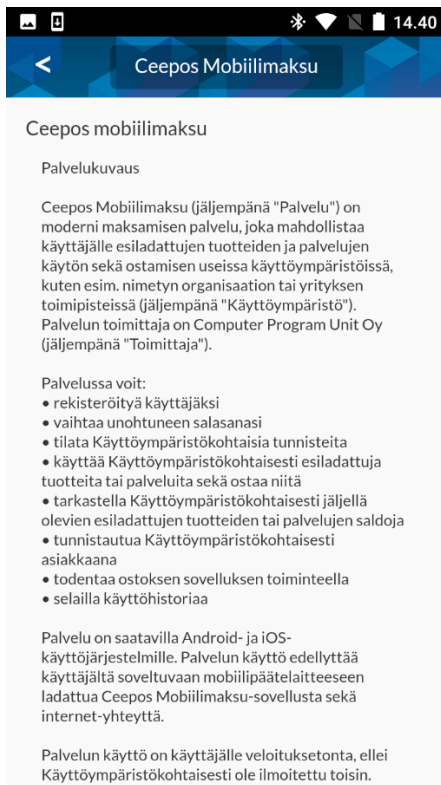 14.40
< Ceepos Mobiilimaksu
Ceepos mobiilimaksu
Palvelukuvaus
Ceepos Mobiilimaksu (jäljempänä "Palvelu") on
moderni maksamisen palvelu, joka mahdollistaa
käyttäjälle esiladattujen tuotteiden ja palvelujen
käytön sekä ostamisen useissa käyttöympäristöissä,
kuten esim. nimetyn organisaation tai yrityksen
toimipisteissä (jäljempänä "Käyttöympäristö").
Palvelun toimittaja on Computer Program Unit Oy
(jäljempänä "Toimittaja").
Palvelussa voit:
• rekisteröityä käyttäjäksi
• vaihtaa unohtuneen salasanasi
• tilata Käyttöympäristökohtaisia tunnisteita
• käyttää Käyttöympäristökohtaisesti esiladattuja
tuotteita tai palveluita sekä ostaa niitä
• tarkastella Käyttöympäristökohtaisesti jäljellä
olevien esiladattujen tuotteiden tai palvelujen saldoja
• tunnistautua Käyttöympäristökohtaisesti
asiakkaana
• todentaa ostoksen sovelluksen toiminteella
• selailla käyttöhistoriaa
Palvelu on saatavilla Android- ja iOS-
käyttöjärjestelmille. Palvelun käyttö edellyttää
käyttäjältä soveltuvaan mobiilipäätelaitteeseen
ladattua Ceepos Mobiilimaksu-sovellusta sekä
internet-yhteyttä.
Palvelun käyttö on käyttäjälle veloituksetonta, ellei
Käyttöympäristökohtaisesti ole ilmoitettu toisin.